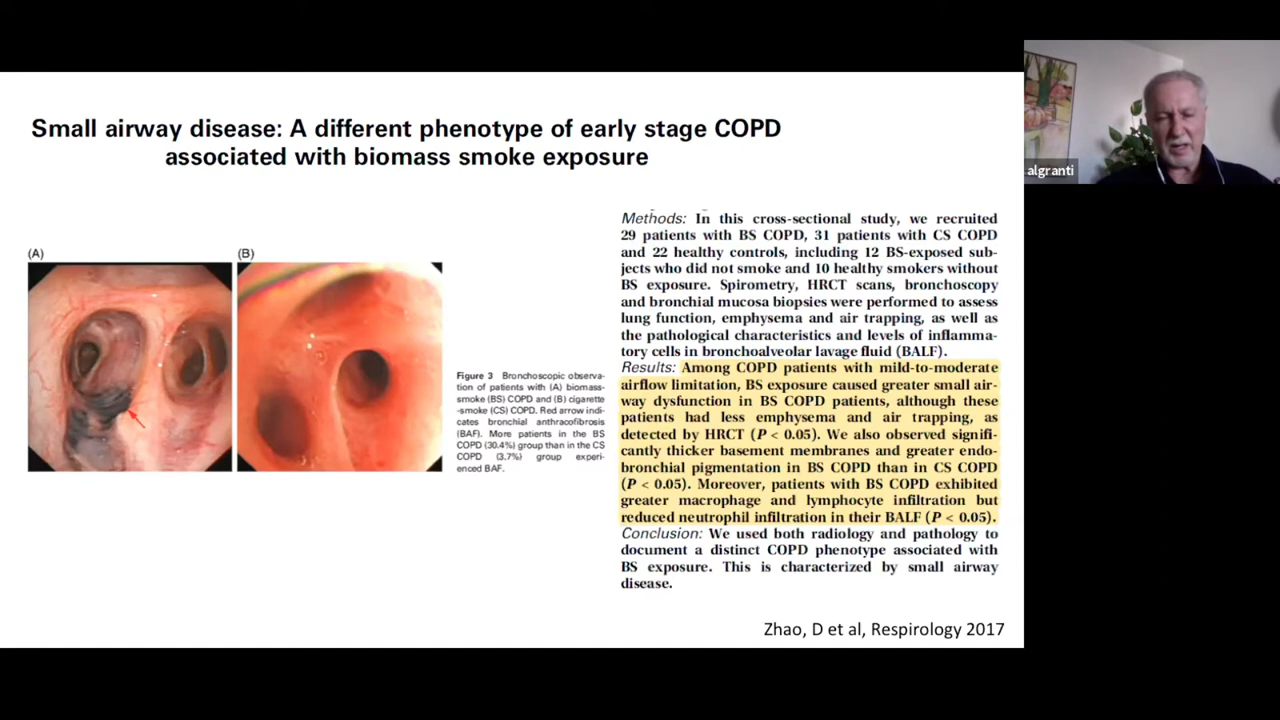 Small airway disease: A different phenotype of early stage COPD
associated with biomass smoke exposure
(A)
(B)
Figure 3 Bronchoscopic observa-
tion of patients with (A) biomass-
smoke (BS) COPD and (B) cigarette
-smoke (CS) COPD. Red arrow indi-
cates bronchial anthracofibrosis
(BAF). More patients in the BS
COPD (30.4%) group than in the CS
COPD (3.7%) group experi-
enced BAF.
Methods: In this cross-sectional study, we recruited
29 patients with BS COPD, 31 patients with CS COPD
and 22 healthy controls, including 12 BS-exposed sub-
jects who did not smoke and 10 healthy smokers without
BS exposure. Spirometry, HRCT scans, bronchoscopy
and bronchial mucosa biopsies were performed to assess
lung function, emphysema and air trapping, as well as
the pathological characteristics and levels of inflamma-
tory cells in bronchoalveolar lavage fluid (BALF).
Results: Among COPD patients with mild-to-moderate
airflow limitation, BS exposure caused greater small air-
way dysfunction in BS COPD patients, although these
patients had less emphysema and air trapping, as
detected by HRCT (P < 0.05). We also observed signifi-
cantly thicker basement membranes and greater endo-
bronchial pigmentation in BS COPD than in CS COPD
(P < 0.05). Moreover, patients with BS COPD exhibited
greater macrophage and lymphocyte infiltration but
reduced neutrophil infiltration in their BALF (P < 0.05).
Conclusion: We used both radiology and pathology to
document a distinct COPD phenotype associated with
BS exposure. This is characterized by small airway
disease.
Zhao, D et al, Respirology 2017
algranti